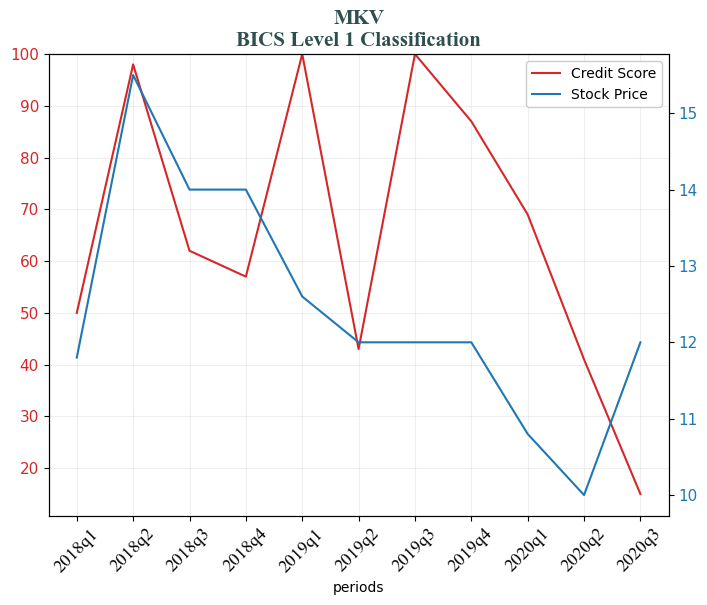 MKV
BICS Level 1 Classification
Credit Score
Stock Price
100
90
80
70
60
50
40
30
20
15
14
13
12
11
10
2018q1
2018q2
2018q3
2018q4
2019q1
2019q2
2019q3
2019q4
2020q1
2020q2
2020q3
periods